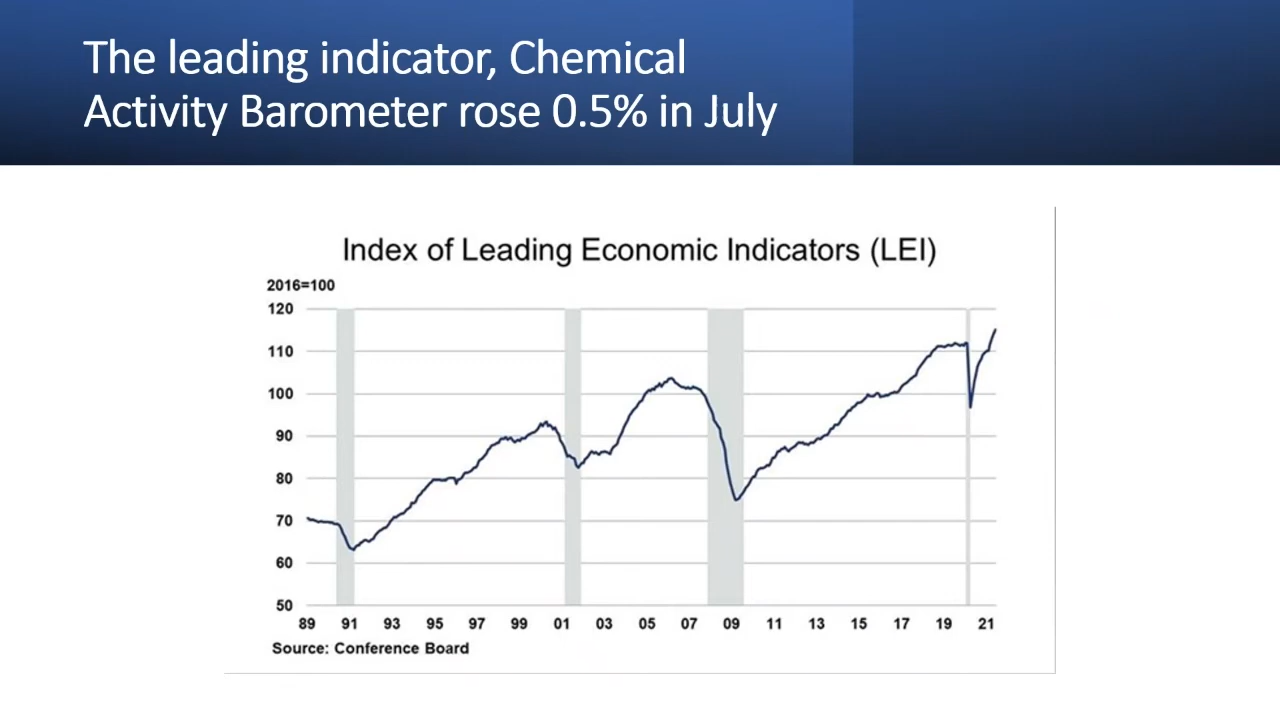 The leading indicator, Chemical
Activity Barometer rose 0.5% in July
Index of Leading Economic Indicators (LEI)
2016=100
120
110
100
90
80
70
60
50
89 91 93 95 97 99 01 03 05 07 09 11 13 15 17 19 21
Source: Conference Board